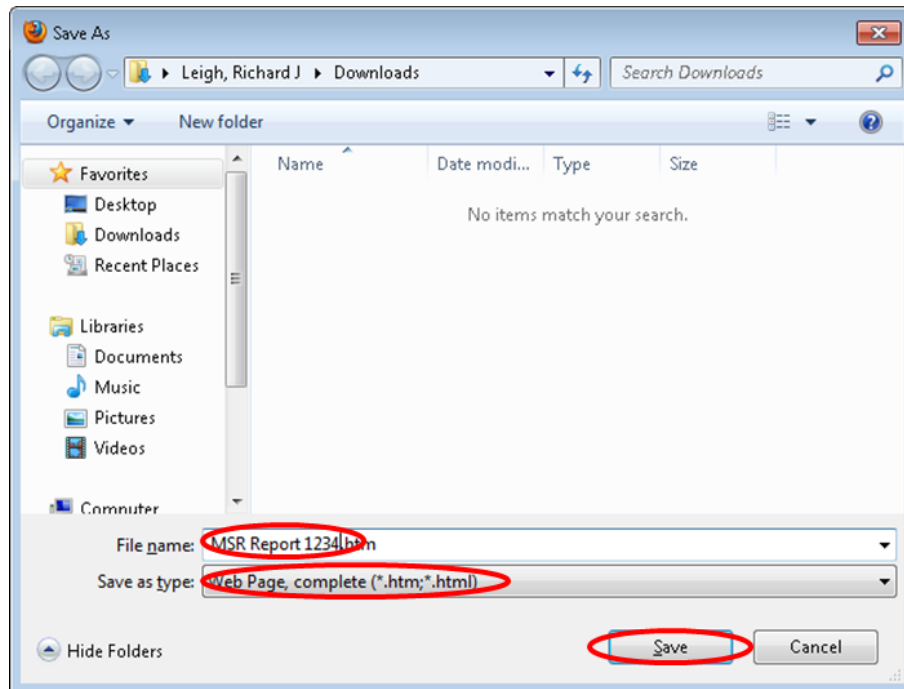 Save As
Leigh, Richard J Downloads Search Downloads
Organize New folder
Name Date modi... Type Size
No items match your search.
Favorites
Desktop
Downloads
Recent Places
Libraries
Documents
Music
Pictures
Videos
Computer
File name: MSR Report 1234.htm
Save as type: Web Page, complete (*.htm;*.html)
Hide Folders Save Cancel